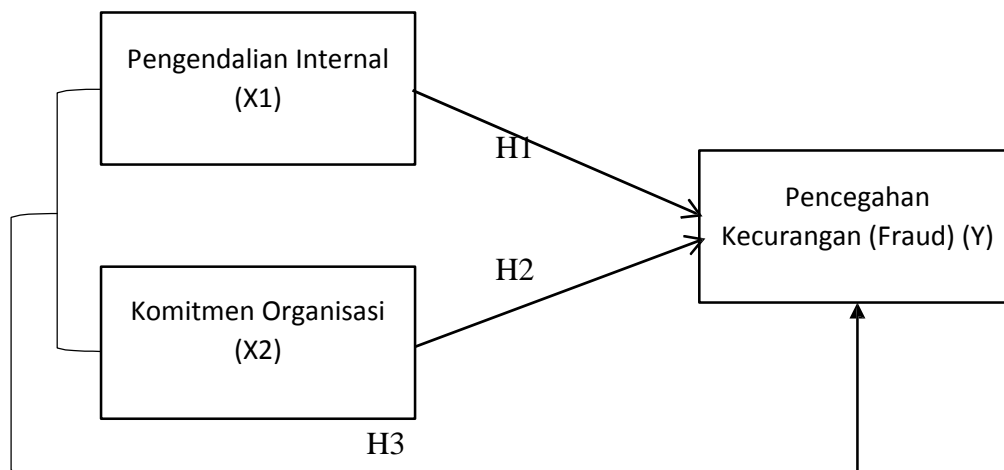 Pengendalian Internal
(X1)
H1
Pencegahan
Kecurangan (Fraud) (Y)
H2
Komitmen Organisasi
(X2)
H3